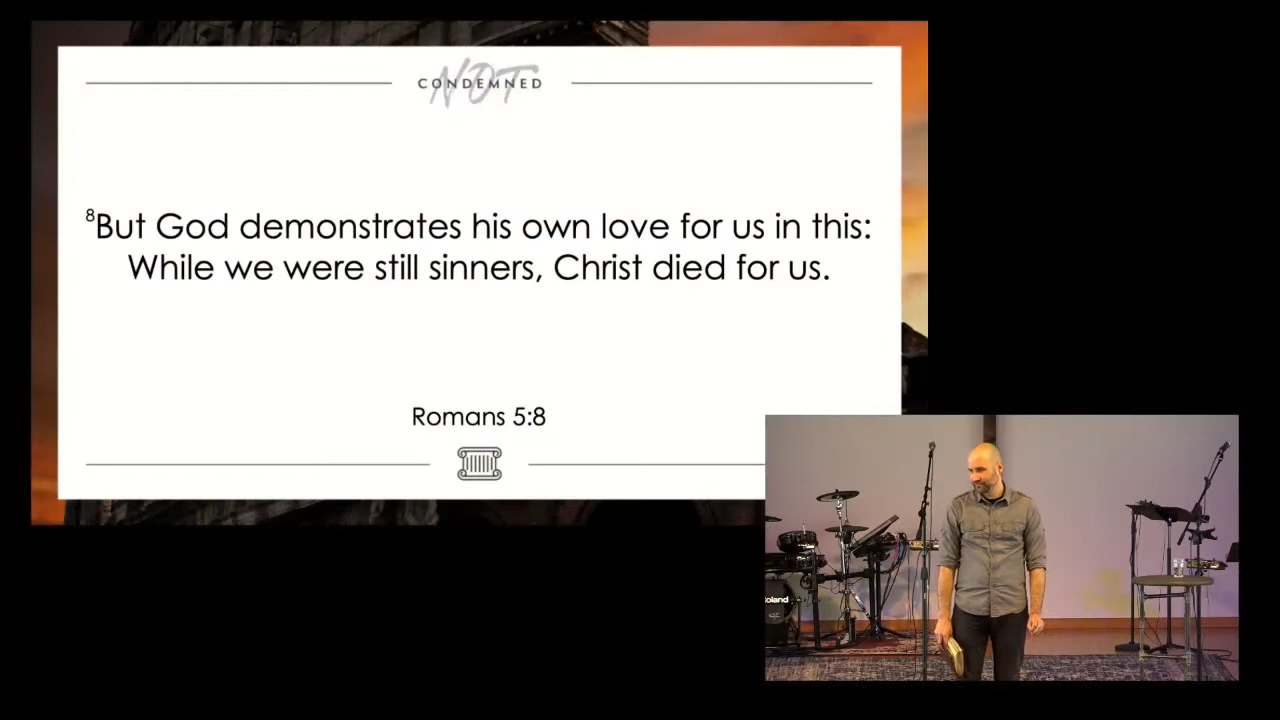 NOT
CONDEMNED
⁸But God demonstrates his own love for us in this:
While we were still sinners, Christ died for us.
Romans 5:8
Roland